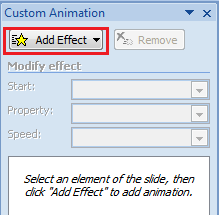 Custom Animation
Add Effect Remove
Modify effect
Start:
Property:
Speed:
Select an element of the slide, then
click "Add Effect" to add animation.